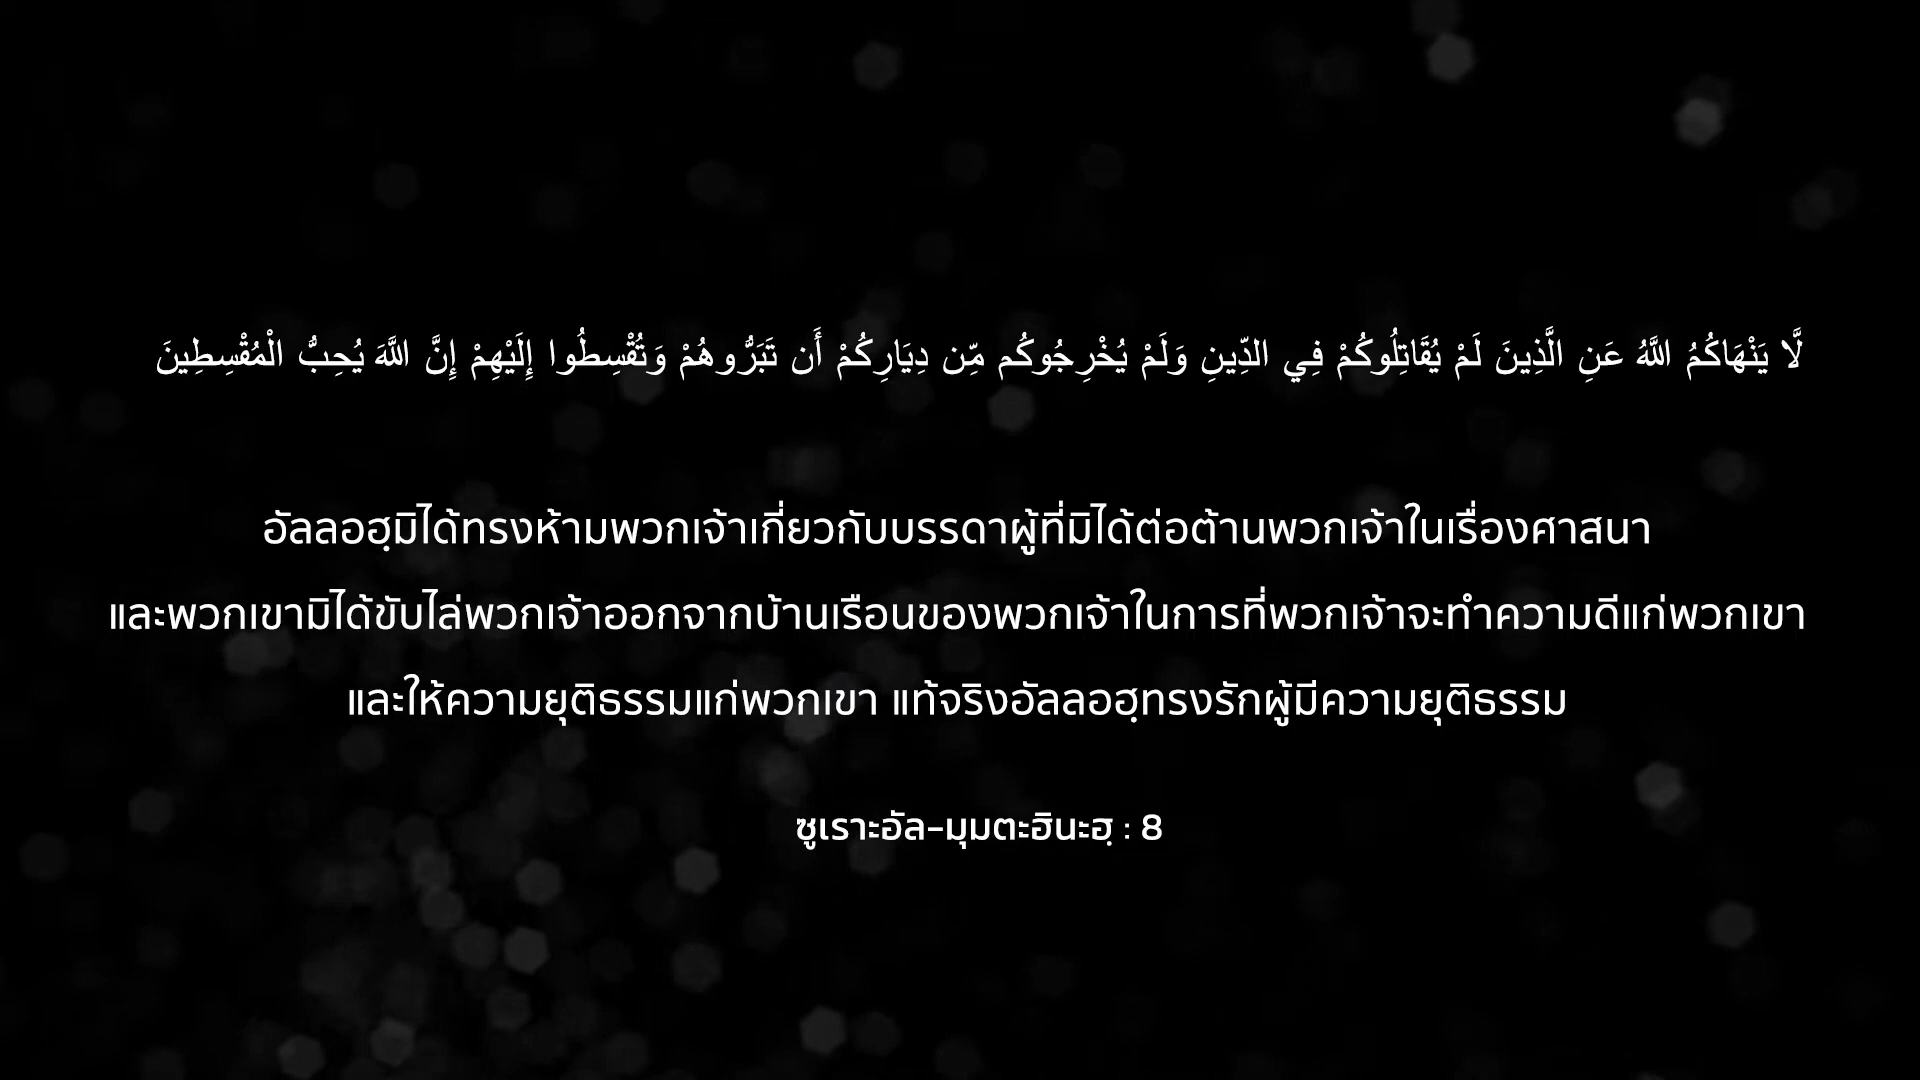 لَّا يَنْهَاكُمُ اللَّهُ عَنِ الَّذِينَ لَمْ يُقَاتِلُوكُمْ فِي الدِّينِ وَلَمْ يُخْرِجُوكُم مِّن دِيَارِكُمْ أَن تَبَرُّوهُمْ وَتُقْسِطُوا إِلَيْهِمْ إِنَّ اللَّهَ يُحِبُّ الْمُقْسِطِينَ
อัลลอฮฺมิได้ทรงห้ามพวกเจ้าเกี่ยวกับบรรดาผู้ที่มิได้ต่อต้านพวกเจ้าในเรื่องศาสนา
และพวกเขามิได้ขับไล่พวกเจ้าออกจากบ้านเรือนของพวกเจ้าในการที่พวกเจ้าจะทำความดีแก่พวกเขา
และให้ความยุติธรรมแก่พวกเขา แท้จริงอัลลอฮฺทรงรักผู้มีความยุติธรรม
ซูเราะอัล-มุมตะฮินะฮฺ : 8